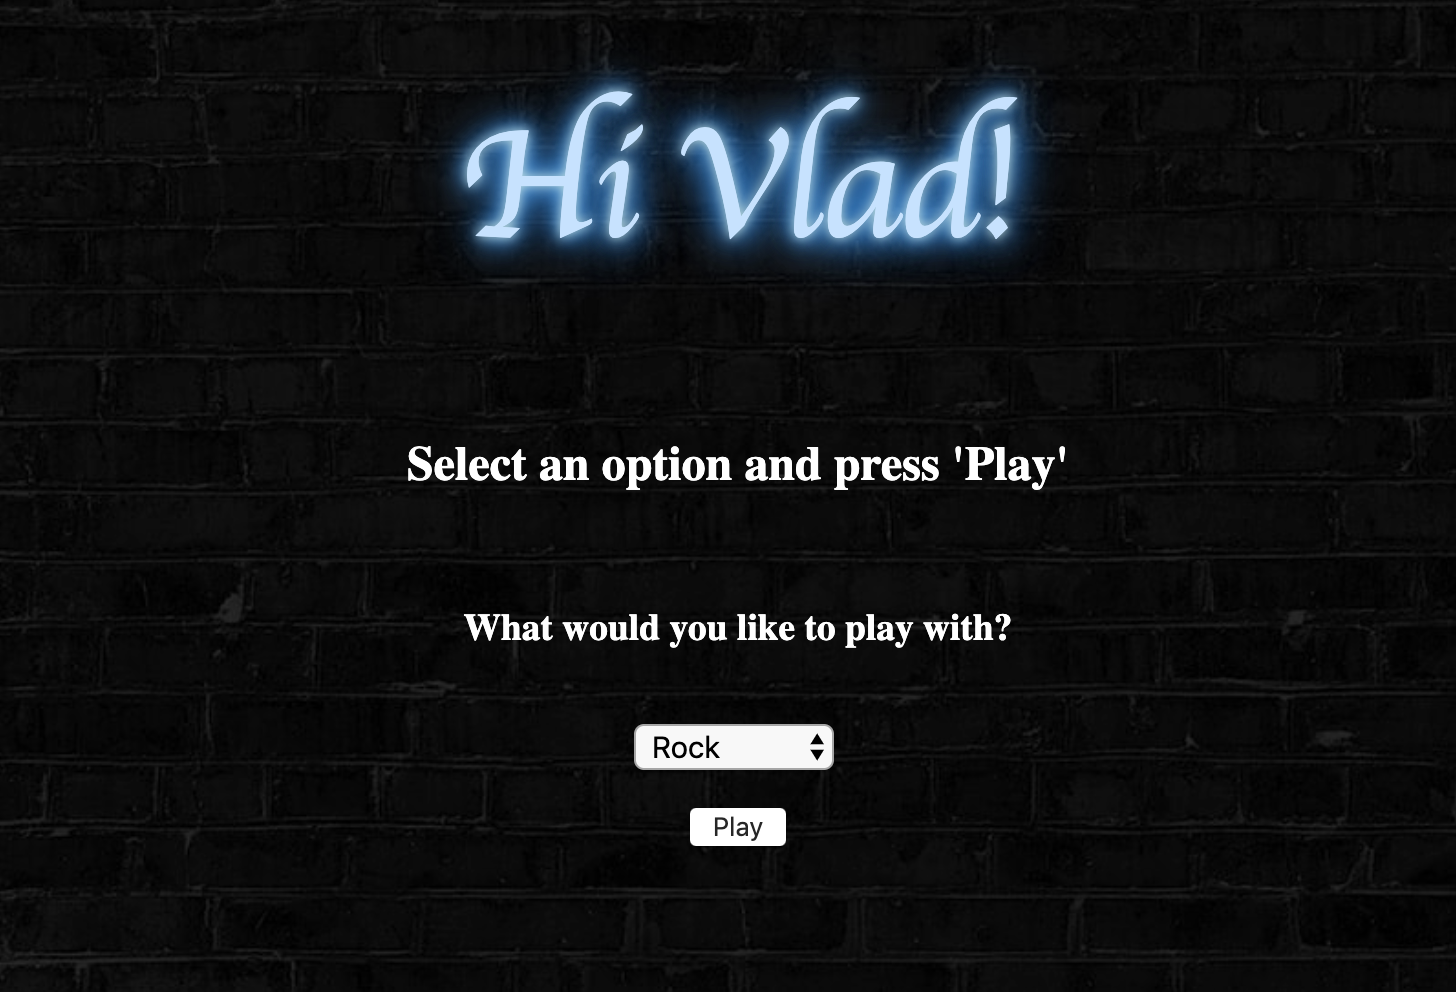 Hi Vlad!
Select an option and press 'Play'
What would you like to play with?
Rock
Play